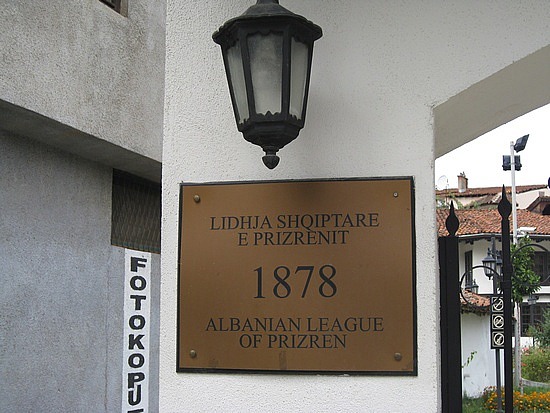 LIDHJA SHQIPTARE
E PRIZRENIT
1878
ALBANIAN LEAGUE
OF PRIZREN
FOTOKOPJ